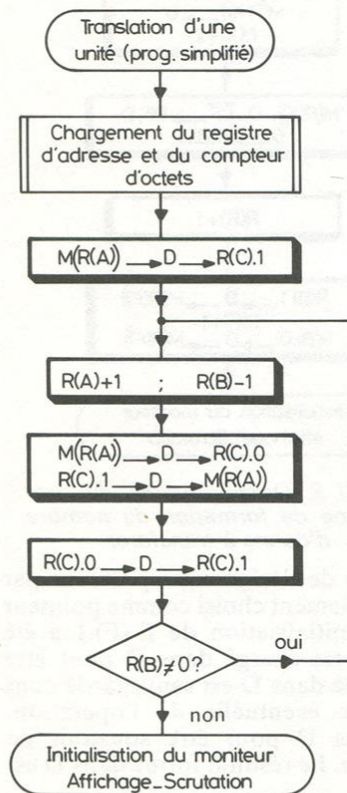 Translation d'une
unité (prog. simplifié)
Chargement du registre
d'adresse et du compteur
d'octets
M(R(A)) → D → R(C).1
R(A)+1 ; R(B)-1
M(R(A)) → D → R(C).0
R(C).1 → D → M(R(A))
R(C).0 → D → R(C).1
R(B)≠0?
oui
non
Initialisation du moniteur
Affichage_Scrutation